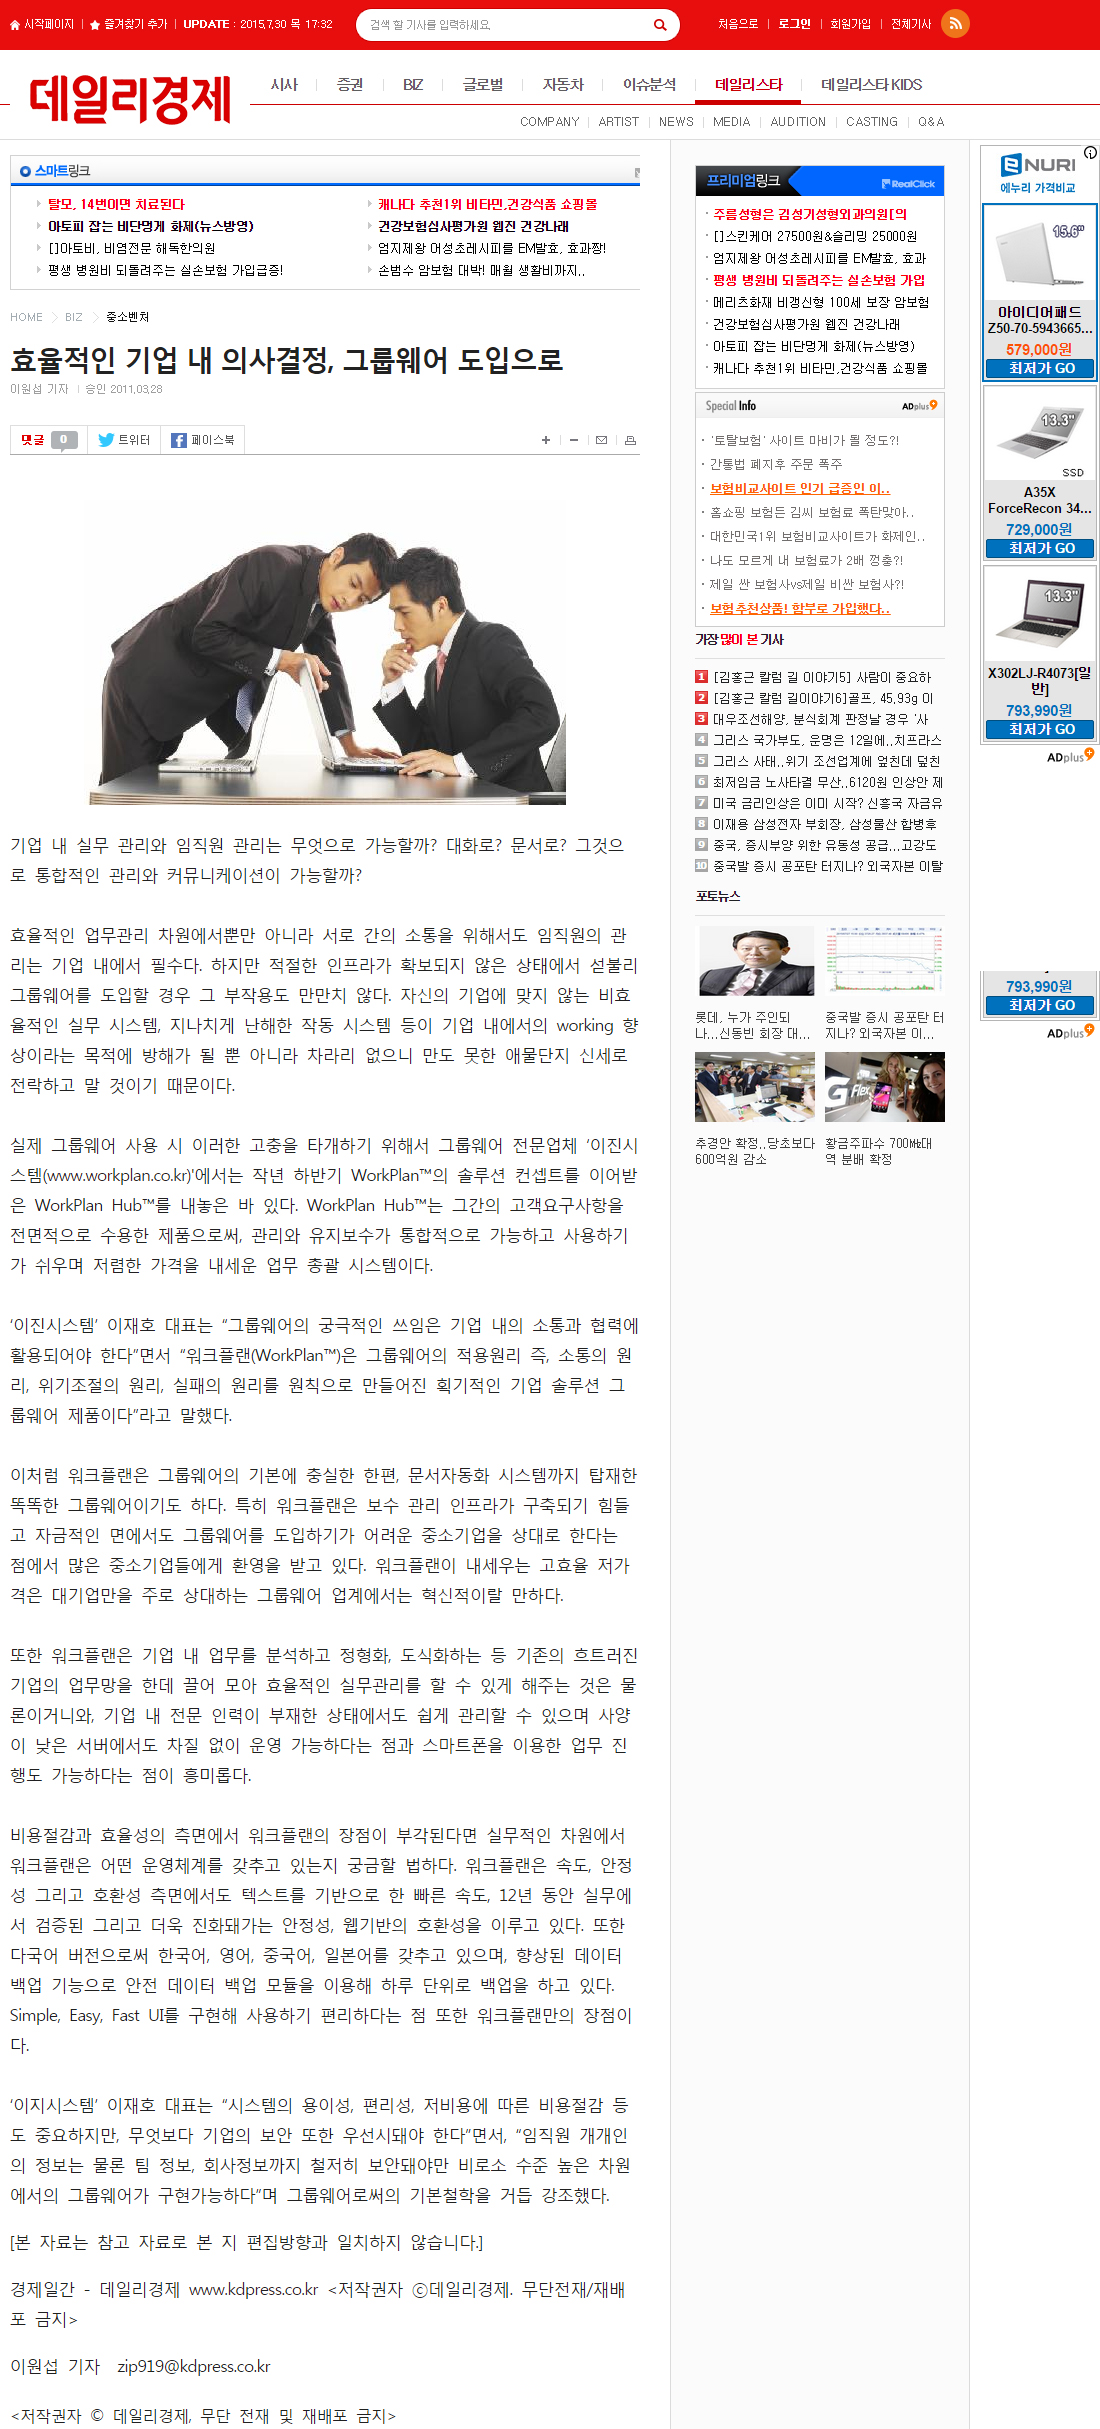 시작페이지 즐겨찾기 추가 UPDATE : 2015.7.30 목 17:32 검색 할 기사를 입력하세요. 처음으로 로그인 회원가입 전체기사
데일리경제
시사 증권 BIZ 글로벌 자동차 이슈분석 데일리스타 데일리스타 KIDS
COMPANY ARTIST NEWS MEDIA AUDITION CASTING Q&A
스마트링크
탈모, 14번이면 치료된다
캐나다 추천1위 비타민,건강식품 쇼핑몰
아토피 잡는 비단멍게 화제(뉴스방영)
건강보험심사평가원 웹진 건강나래
[]아토비, 비염전문 해독한의원
엄지제왕 어성초레시피를 EM발효, 효과짱!
평생 병원비 되돌려주는 실손보험 가입급증!
손범수 암보험 대박! 매월 생활비까지..
HOME BIZ 중소벤처
효율적인 기업 내 의사결정, 그룹웨어 도입으로
이원섭 기자 승인 2011.03.28
댓글 0 트위터 페이스북
기업 내 실무 관리와 임직원 관리는 무엇으로 가능할까? 대화로? 문서로? 그것으
로 통합적인 관리와 커뮤니케이션이 가능할까?
효율적인 업무관리 차원에서뿐만 아니라 서로 간의 소통을 위해서도 임직원의 관
리는 기업 내에서 필수다. 하지만 적절한 인프라가 확보되지 않은 상태에서 섣불리
그룹웨어를 도입할 경우 그 부작용도 만만치 않다. 자신의 기업에 맞지 않는 비효
율적인 실무 시스템, 지나치게 난해한 작동 시스템 등이 기업 내에서의 working 향
상이라는 목적에 방해가 될 뿐 아니라 차라리 없으니 만도 못한 애물단지 신세로
전락하고 말 것이기 때문이다.
실제 그룹웨어 사용 시 이러한 고충을 타개하기 위해서 그룹웨어 전문업체 ‘이진시
스템(www.workplan.co.kr)'에서는 작년 하반기 WorkPlan™의 솔루션 컨셉트를 이어받
은 WorkPlan Hub™를 내놓은 바 있다. WorkPlan Hub™는 그간의 고객요구사항을
전면적으로 수용한 제품으로써, 관리와 유지보수가 통합적으로 가능하고 사용하기
가 쉬우며 저렴한 가격을 내세운 업무 총괄 시스템이다.
‘이진시스템’ 이재호 대표는 “그룹웨어의 궁극적인 쓰임은 기업 내의 소통과 협력에
활용되어야 한다”면서 “워크플랜(WorkPlan™)은 그룹웨어의 적용원리 즉, 소통의 원
리, 위기조절의 원리, 실패의 원리를 원칙으로 만들어진 획기적인 기업 솔루션 그
룹웨어 제품이다”라고 말했다.
이처럼 워크플랜은 그룹웨어의 기본에 충실한 한편, 문서자동화 시스템까지 탑재한
똑똑한 그룹웨어이기도 하다. 특히 워크플랜은 보수 관리 인프라가 구축되기 힘들
고 자금적인 면에서도 그룹웨어를 도입하기가 어려운 중소기업을 상대로 한다는
점에서 많은 중소기업들에게 환영을 받고 있다. 워크플랜이 내세우는 고효율 저가
격은 대기업만을 주로 상대하는 그룹웨어 업계에서는 혁신적이랄 만하다.
또한 워크플랜은 기업 내 업무를 분석하고 정형화, 도식화하는 등 기존의 흐트러진
기업의 업무망을 한데 끌어 모아 효율적인 실무관리를 할 수 있게 해주는 것은 물
론이거니와, 기업 내 전문 인력이 부재한 상태에서도 쉽게 관리할 수 있으며 사양
이 낮은 서버에서도 차질 없이 운영 가능하다는 점과 스마트폰을 이용한 업무 진
행도 가능하다는 점이 흥미롭다.
비용절감과 효율성의 측면에서 워크플랜의 장점이 부각된다면 실무적인 차원에서
워크플랜은 어떤 운영체계를 갖추고 있는지 궁금할 법하다. 워크플랜은 속도, 안정
성 그리고 호환성 측면에서도 텍스트를 기반으로 한 빠른 속도, 12년 동안 실무에
서 검증된 그리고 더욱 진화돼가는 안정성, 웹기반의 호환성을 이루고 있다. 또한
다국어 버전으로써 한국어, 영어, 중국어, 일본어를 갖추고 있으며, 향상된 데이터
백업 기능으로 안전 데이터 백업 모듈을 이용해 하루 단위로 백업을 하고 있다.
Simple, Easy, Fast UI를 구현해 사용하기 편리하다는 점 또한 워크플랜만의 장점이
다.
‘이지시스템’ 이재호 대표는 “시스템의 용이성, 편리성, 저비용에 따른 비용절감 등
도 중요하지만, 무엇보다 기업의 보안 또한 우선시돼야 한다”면서, “임직원 개개인
의 정보는 물론 팀 정보, 회사정보까지 철저히 보안돼야만 비로소 수준 높은 차원
에서의 그룹웨어가 구현가능하다”며 그룹웨어로써의 기본철학을 거듭 강조했다.
[본 자료는 참고 자료로 본 지 편집방향과 일치하지 않습니다.]
경제일간 - 데일리경제 www.kdpress.co.kr <저작권자 ⓒ데일리경제. 무단전재/재배
포 금지>
이원섭 기자 zip919@kdpress.co.kr
<저작권자 © 데일리경제, 무단 전재 및 재배포 금지>
프리미엄링크 RealClick
주름성형은 김성기성형외과의원[의
[]스킨케어 27500원&슬리밍 25000원
엄지제왕 어성초레시피를 EM발효, 효과
평생 병원비 되돌려주는 실손보험 가입
메리츠화재 비갱신형 100세 보장 암보험
건강보험심사평가원 웹진 건강나래
아토피 잡는 비단멍게 화제(뉴스방영)
캐나다 추천1위 비타민,건강식품 쇼핑몰
Special Info ADplus
'토탈보험' 사이트 마비가 될 정도?!
간통법 폐지후 주문 폭주
보험비교사이트 인기 급증인 이..
홈쇼핑 보험든 김씨 보험료 폭탄맞아..
대한민국1위 보험비교사이트가 화제인..
나도 모르게 내 보험료가 2배 껑충?!
제일 싼 보험사vs제일 비싼 보험사?!
보험추천상품! 함부로 가입했다..
가장 많이 본 기사
1 [김홍근 칼럼 길 이야기5] 사람이 중요하
2 [김홍근 칼럼 길이야기6]골프, 45.93g 이
3 대우조선해양, 분식회계 판정날 경우 '사
4 그리스 국가부도, 운명은 12일에..치프라스
5 그리스 사태..위기 조선업계에 엎친데 덮친
6 최저임금 노사타결 무산..6120원 인상안 제
7 미국 금리인상은 이미 시작? 신흥국 자금유
8 이재용 삼성전자 부회장, 삼성물산 합병후
9 중국, 증시부양 위한 유동성 공급...고강도
10 중국발 증시 공포탄 터지나? 외국자본 이탈
포토뉴스
롯데, 누가 주인되
나...신동빈 회장 대...
중국발 증시 공포탄 터
지나? 외국자본 이...
G Flex
추경안 확정..당초보다
600억원 감소
황금주파수 700㎒대
역 분배 확정
ENURI
에누리 가격비교
15.6"
아이디어패드
Z50-70-5943665...
579,000원
최저가 GO
13.3"
SSD
A35X
ForceRecon 34...
729,000원
최저가 GO
13.3"
X302LJ-R4073[일
반]
793,990원
최저가 GO
ADplus
793,990원
최저가 GO
ADplus